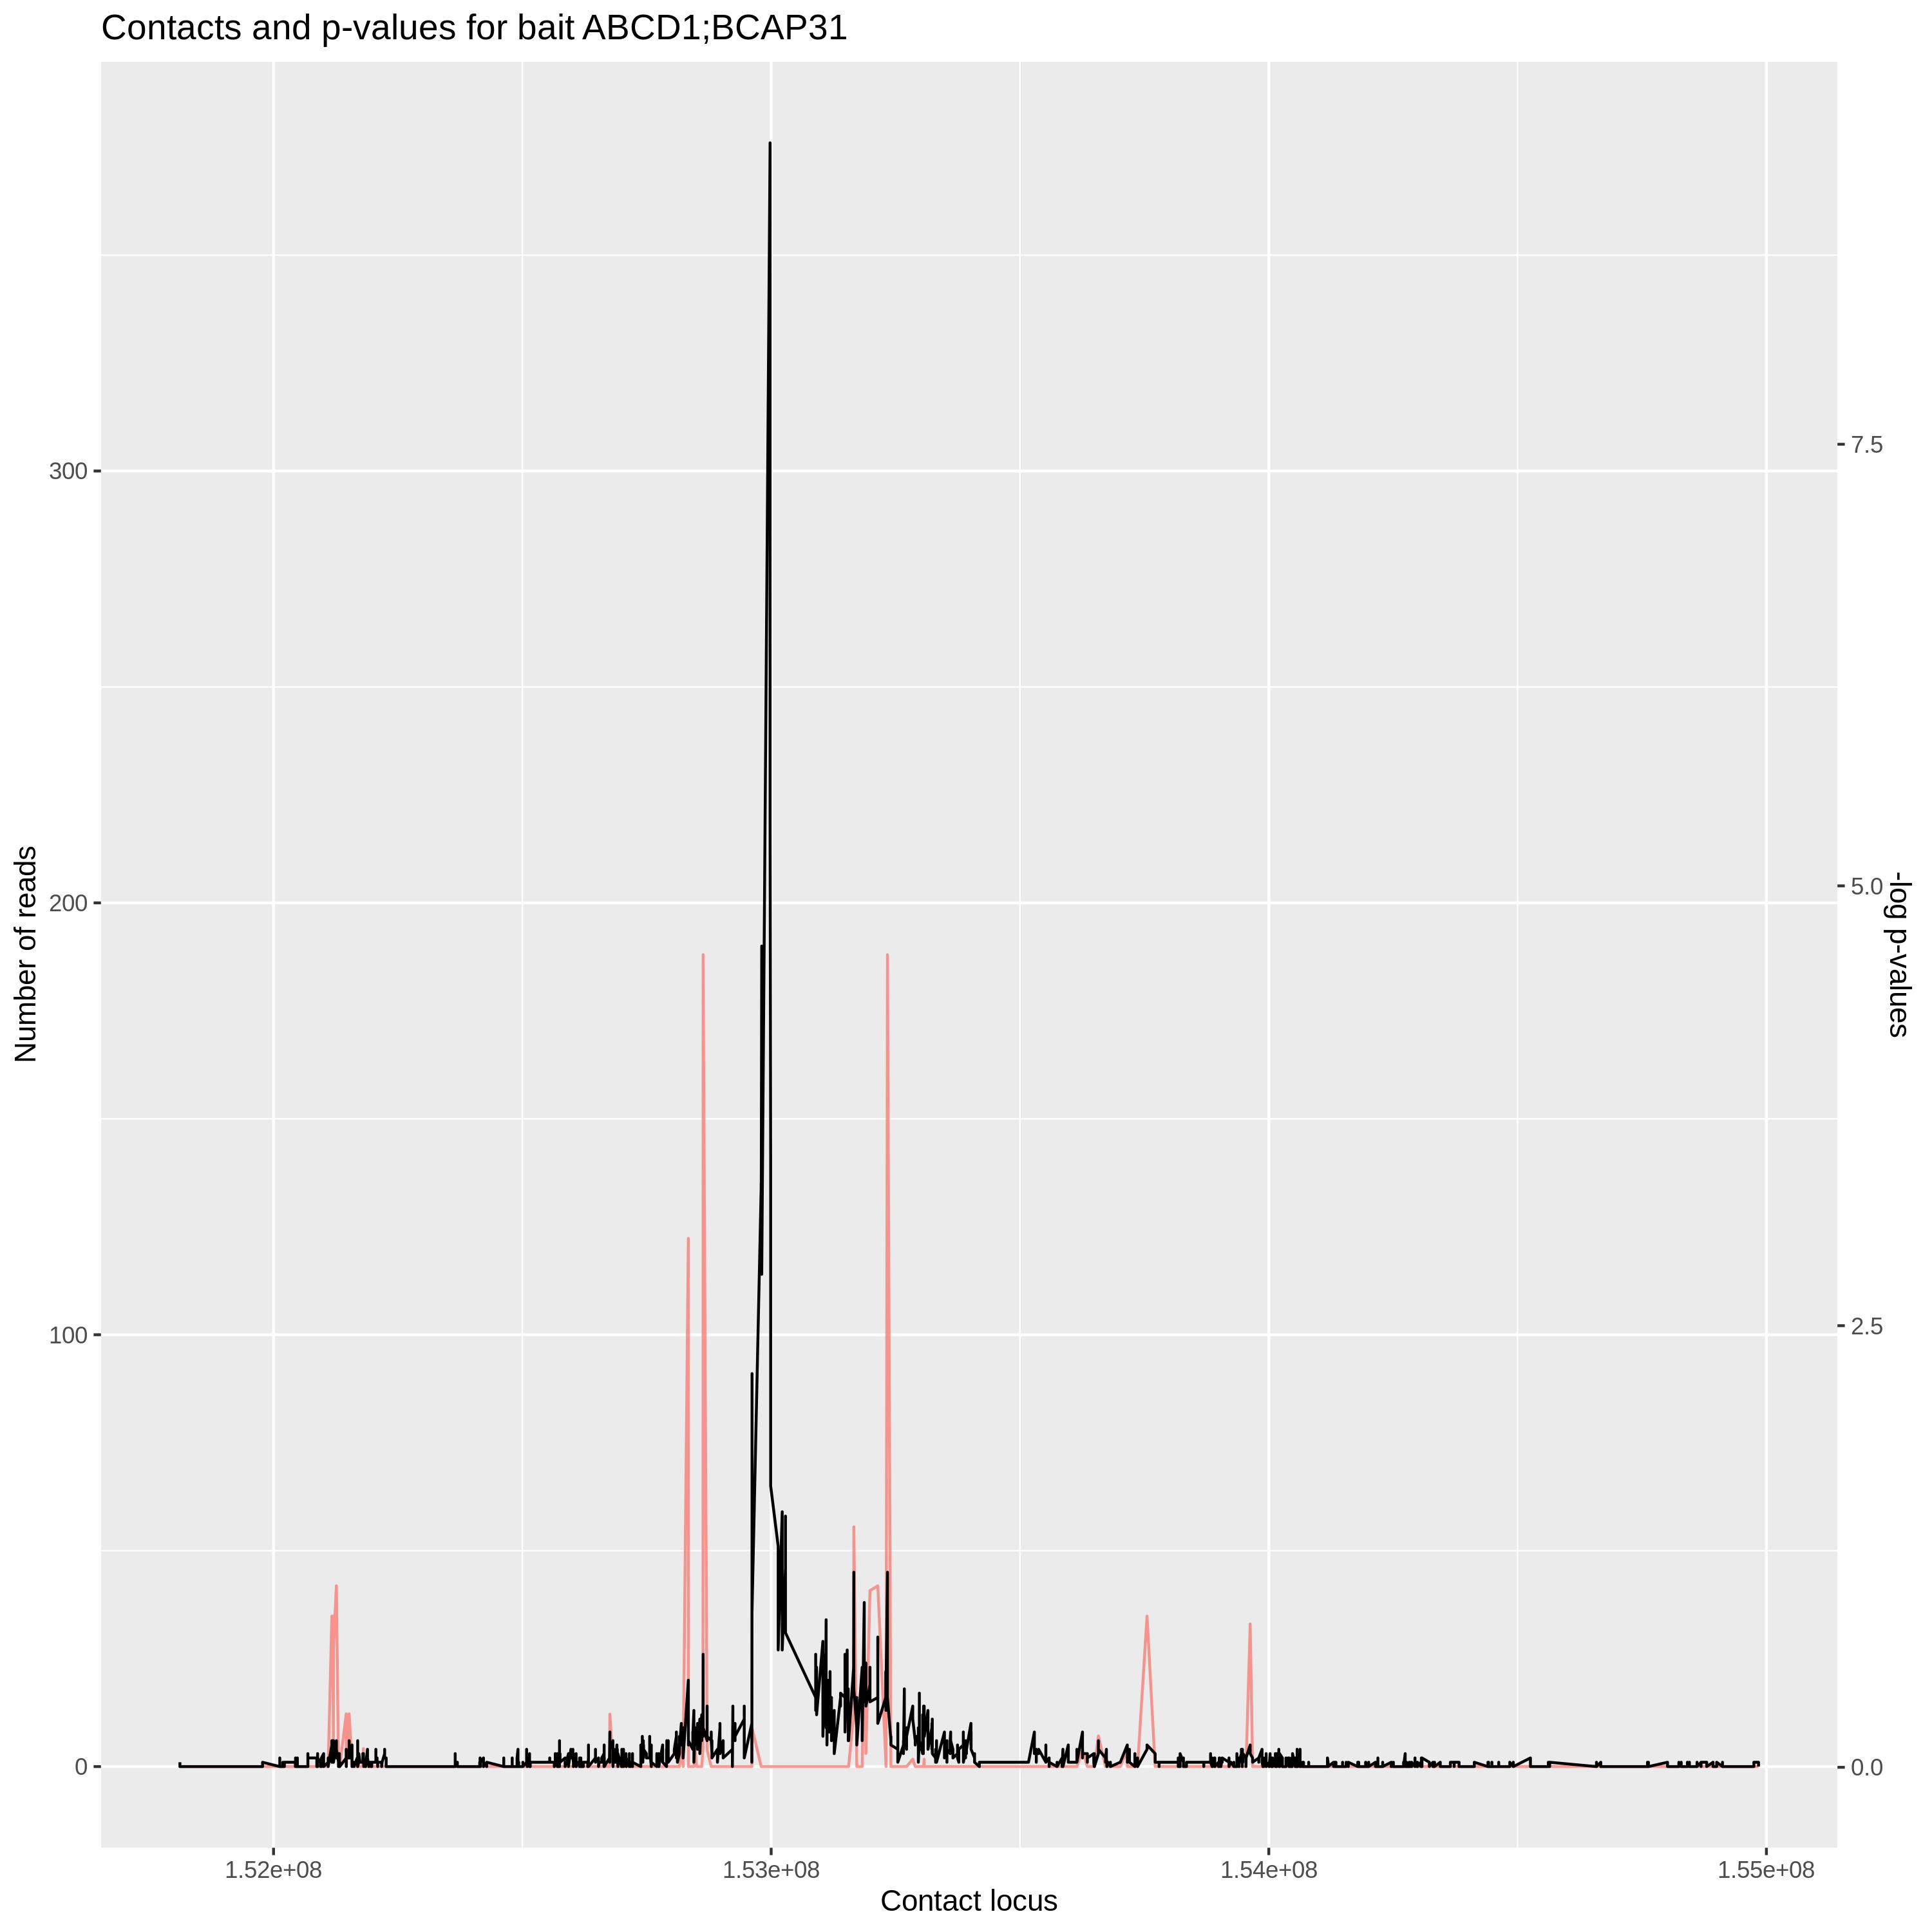 Contacts and p-values for bait ABCD1;BCAP31
300
200
100
0
Number of reads
7.5
5.0
2.5
0.0
-log p-values
1.52e+08
1.53e+08
1.54e+08
1.55e+08
Contact locus